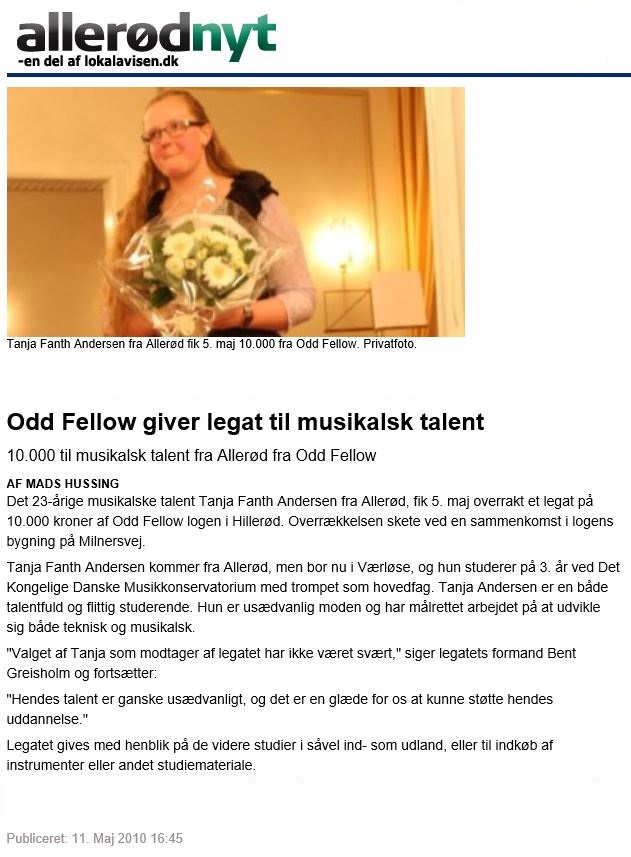 allerødnyt
-en del af lokalavisen.dk
Tanja Fanth Andersen fra Allerød fik 5. maj 10.000 fra Odd Fellow. Privatfoto.
Odd Fellow giver legat til musikalsk talent
10.000 til musikalsk talent fra Allerød fra Odd Fellow
AF MADS HUSSING
Det 23-årige musikalske talent Tanja Fanth Andersen fra Allerød, fik 5. maj overrakt et legat på
10.000 kroner af Odd Fellow logen i Hillerød. Overrækkelsen skete ved en sammenkomst i logens
bygning på Milnersvej.
Tanja Fanth Andersen kommer fra Allerød, men bor nu i Værløse, og hun studerer på 3. år ved Det
Kongelige Danske Musikkonservatorium med trompet som hovedfag. Tanja Andersen er en både
talentfuld og flittig studerende. Hun er usædvanlig moden og har målrettet arbejdet på at udvikle
sig både teknisk og musikalsk.
"Valget af Tanja som modtager af legatet har ikke været svært," siger legatets formand Bent
Greisholm og fortsætter:
"Hendes talent er ganske usædvanligt, og det er en glæde for os at kunne støtte hendes
uddannelse."
Legatet gives med henblik på de videre studier i såvel ind- som udland, eller til indkøb af
instrumenter eller andet studiemateriale.
Publiceret: 11. Maj 2010 16:45